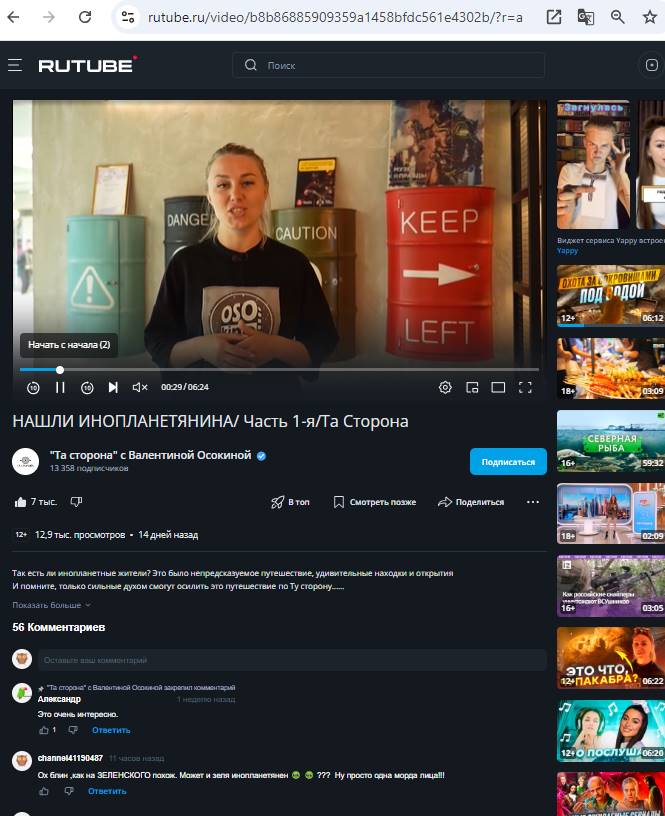 rutube.ru/video/b8b86885909359a1458bfdc561e4302b/?r=a
RUTUBE
Поиск
DANGE
CAUTION
KEEP
LEFT
OSO
Начать с начала (2)
10
10
00:29 / 06:24
НАШЛИ ИНОПЛАНЕТЯНИНА/ Часть 1-я/Та Сторона
"Та сторона" с Валентиной Осокиной
13 358 подписчиков
Подписаться
7 тыс.
В топ
Смотреть позже
Поделиться
12+
12,9 тыс. просмотров • 14 дней назад
Так есть ли инопланетные жители? Это было непредсказуемое путешествие, удивительные находки и открытия
И помните, только сильные духом смогут осилить это путешествие по Ту сторону......
Показать больше
56 Комментариев
Оставьте ваш комментарий
"Та сторона" с Валентиной Осокиной закрепил комментарий
Александр
1 неделю назад
Это очень интересно.
1
Ответить
channel41190487 11 часов назад
Ох блин ,как на ЗЕЛЕНСКОГО похож. Может и зеля инопланетянен 👽 👽 ??? Ну просто одна морда лица!!!
Ответить
Загнулась
Виджет сервиса Yappy встрое
Yappy
ОХОТА ЗА СОКРОВИЩАМИ
ПОД ВОДОЙ
12+
06:12
18+
03:09
СЕВЕРНАЯ
РЫБА
16+
59:32
18+
02:09
Как российские снайперы
уничтожают ВСУшников
16+
03:05
ЭТО ЧТО,
ПАКАБРА?
12+
06:22
О ПОСЛУША
12+
06:20